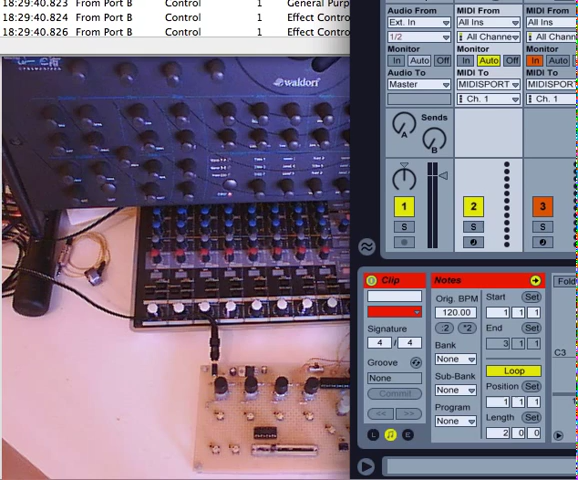 18:29:40.823 From Port B Control 1 General Purp
18:29:40.824 From Port B Control 1 Effect Contro
18:29:40.826 From Port B Control 1 Effect Contro
waldorf
Audio From MIDI From MIDI From
Ext. In All Ins All Ins
1/2 All Channe All Channe
Monitor Monitor Monitor
In Auto Off In Auto Off In Auto
Audio To MIDI To MIDI To
Master MIDISPORT MIDISPORT
Ch. 1 Ch. 1
Sends
A
B
1 2 3
S S S
Clip Notes Fold
Orig. BPM Start Set
120.00 1 1 1
:2 *2 End Set
Signature 3 1 1
4 / 4 Bank
Groove None Loop C3
None Sub-Bank Position Set
Commit None 1 1 1
<< >> Program Length Set
None 2 0 0
L E